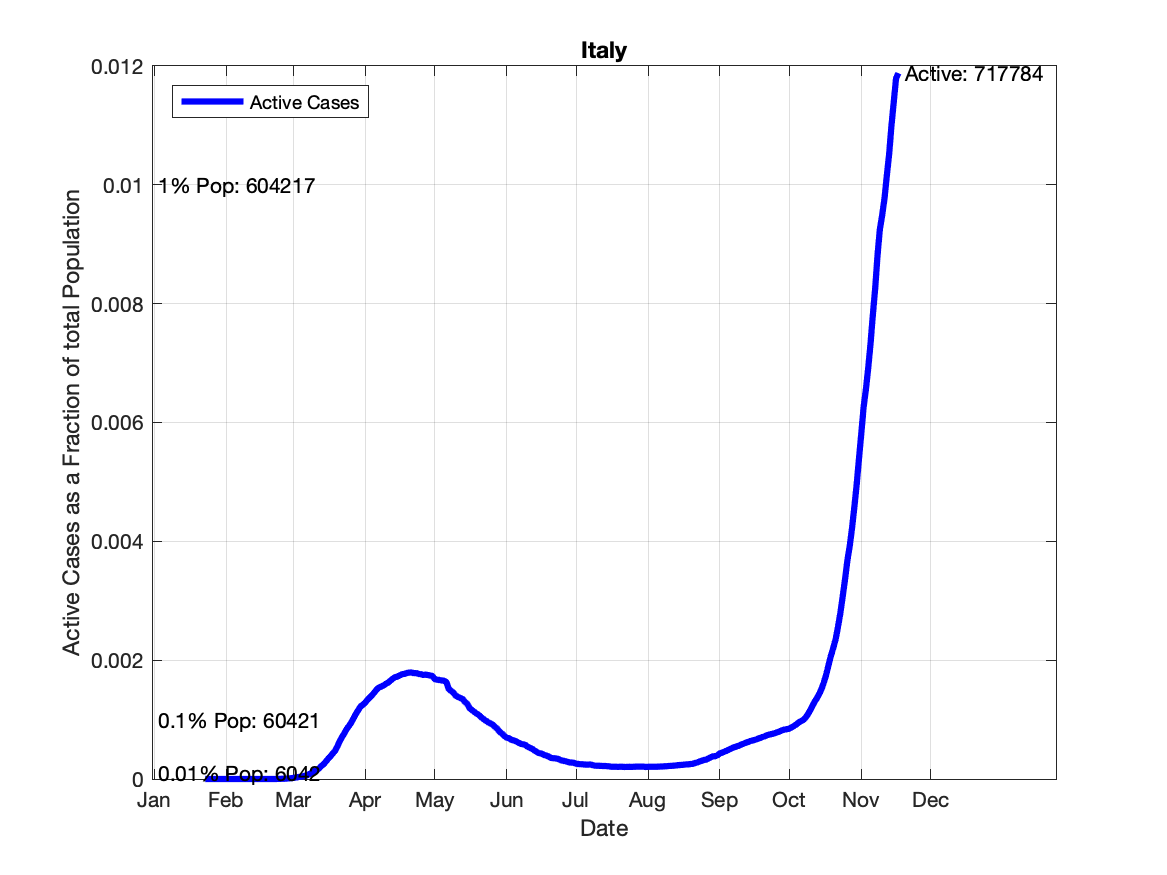 Italy
0.012
Active: 717784
Active Cases
0.01
1% Pop: 604217
0.008
0.006
0.004
0.002
0.1% Pop: 60421
0.01% Pop: 6042
0
Jan Feb Mar Apr May Jun Jul Aug Sep Oct Nov Dec
Date
Active Cases as a Fraction of total Population